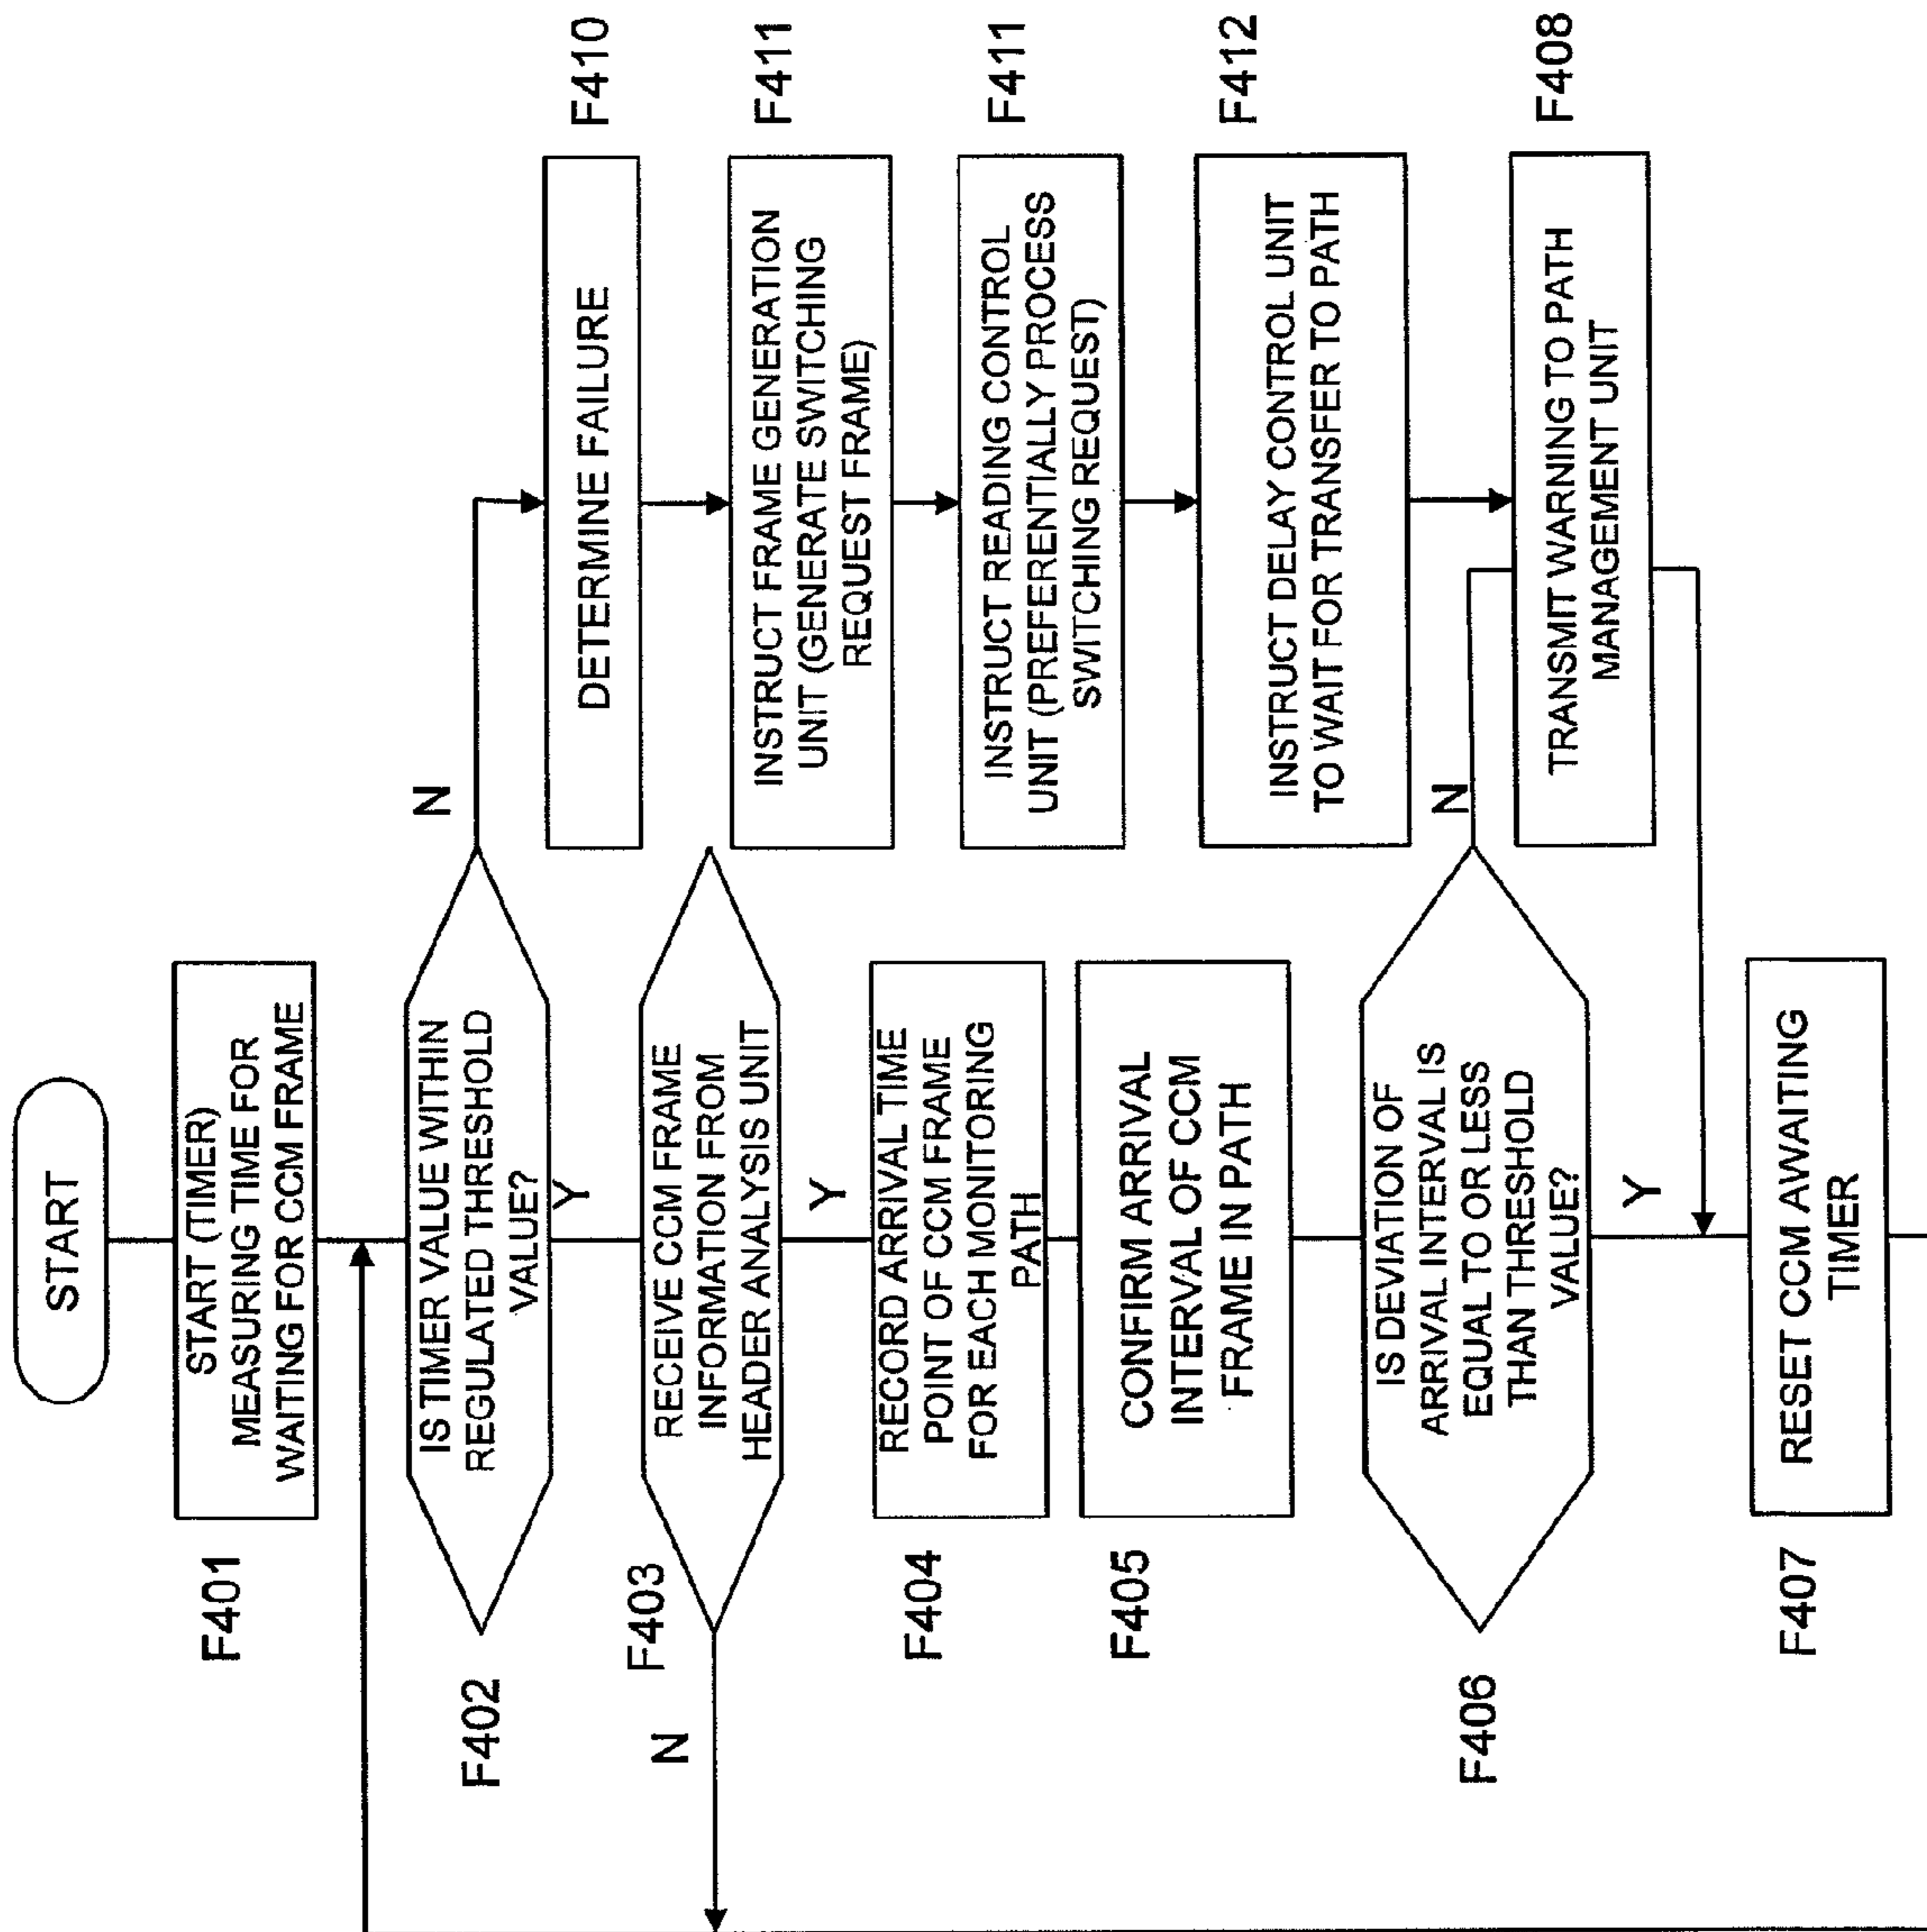 START
F401
START (TIMER)
MEASURING TIME FOR
WAITING FOR CCM FRAME
F402
IS TIMER VALUE WITHIN
REGULATED THRESHOLD
VALUE?
N
Y
F403
RECEIVE CCM FRAME
INFORMATION FROM
HEADER ANALYSIS UNIT
N
Y
F404
RECORD ARRIVAL TIME
POINT OF CCM FRAME
FOR EACH MONITORING
PATH
F405
CONFIRM ARRIVAL
INTERVAL OF CCM
FRAME IN PATH
F406
IS DEVIATION OF
ARRIVAL INTERVAL IS
EQUAL TO OR LESS
THAN THRESHOLD
VALUE?
N
Y
F407
RESET CCM AWAITING
TIMER
DETERMINE FAILURE
F410
INSTRUCT FRAME GENERATION
UNIT (GENERATE SWITCHING
REQUEST FRAME)
F411
INSTRUCT READING CONTROL
UNIT (PREFERENTIALLY PROCESS
SWITCHING REQUEST)
F411
INSTRUCT DELAY CONTROL UNIT
TO WAIT FOR TRANSFER TO PATH
F412
TRANSMIT WARNING TO PATH
MANAGEMENT UNIT
F408